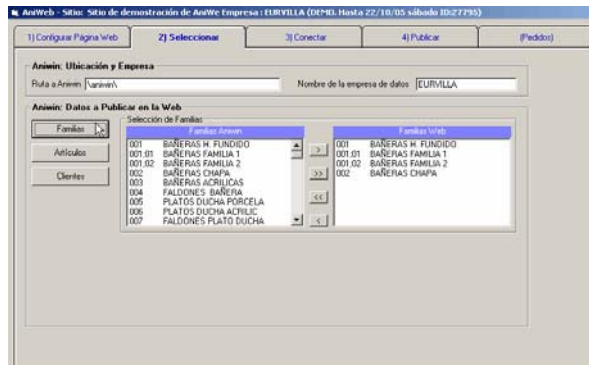 AniWeb - Sitio: Sitio de demostración de AniWe Empresa : EURVILLA (DEMO. Hasta 22/10/05 sábado ID:27795)
1) Configurar Página Web 2) Seleccionar 3) Conectar 4) Publicar (Pedidos)
Aniwin: Ubicación y Empresa
Ruta a Aniwin \aniwin\ Nombre de la empresa de datos EURVILLA
Aniwin: Datos a Publicar en la Web
Selección de Familias
Familias Artículos Clientes
Familias Aniwin
001 BAÑERAS H. FUNDIDO
001;01 BAÑERAS FAMILIA 1
001;02 BAÑERAS FAMILIA 2
002 BAÑERAS CHAPA
003 BAÑERAS ACRILICAS
004 FALDONES BAÑERA
005 PLATOS DUCHA PORCELA
006 PLATOS DUCHA ACRILIC
007 FALDONES PLATO DUCHA
> >> << <
Familias Web
001 BAÑERAS H. FUNDIDO
001;01 BAÑERAS FAMILIA 1
001;02 BAÑERAS FAMILIA 2
002 BAÑERAS CHAPA